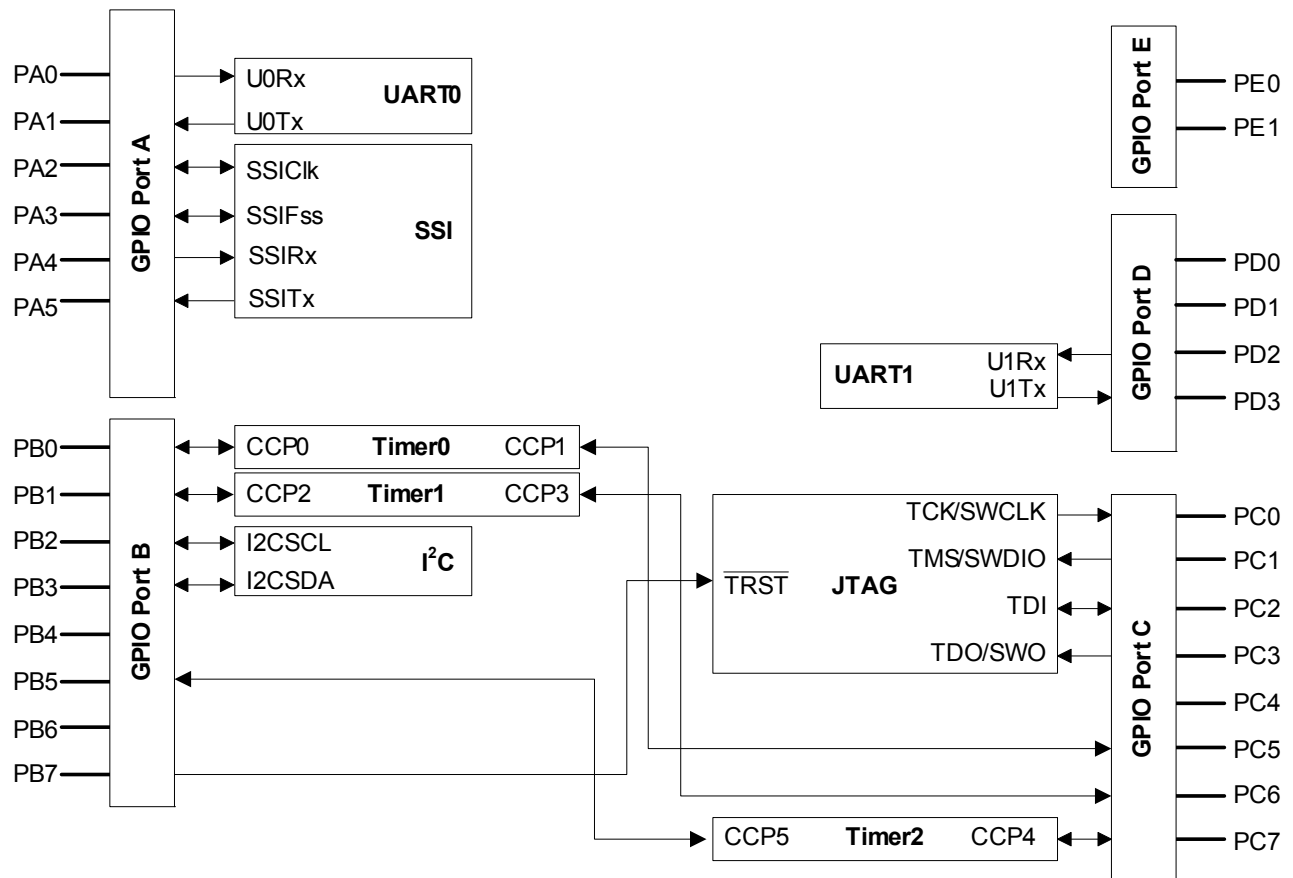 PA0
PA1
PA2
PA3
PA4
PA5
GPIO Port A
U0Rx
UART0
U0Tx
SSIClk
SSIFss
SSI
SSIRx
SSITx
GPIO Port E
PE0
PE1
GPIO Port D
PD0
PD1
PD2
PD3
UART1
U1Rx
U1Tx
PB0
PB1
PB2
PB3
PB4
PB5
PB6
PB7
GPIO Port B
CCP0 Timer0 CCP1
CCP2 Timer1 CCP3
I2CSCL
I²C
I2CSDA
TCK/SWCLK
TMS/SWDIO
TRST JTAG
TDI
TDO/SWO
GPIO Port C
PC0
PC1
PC2
PC3
PC4
PC5
PC6
PC7
CCP5 Timer2 CCP4